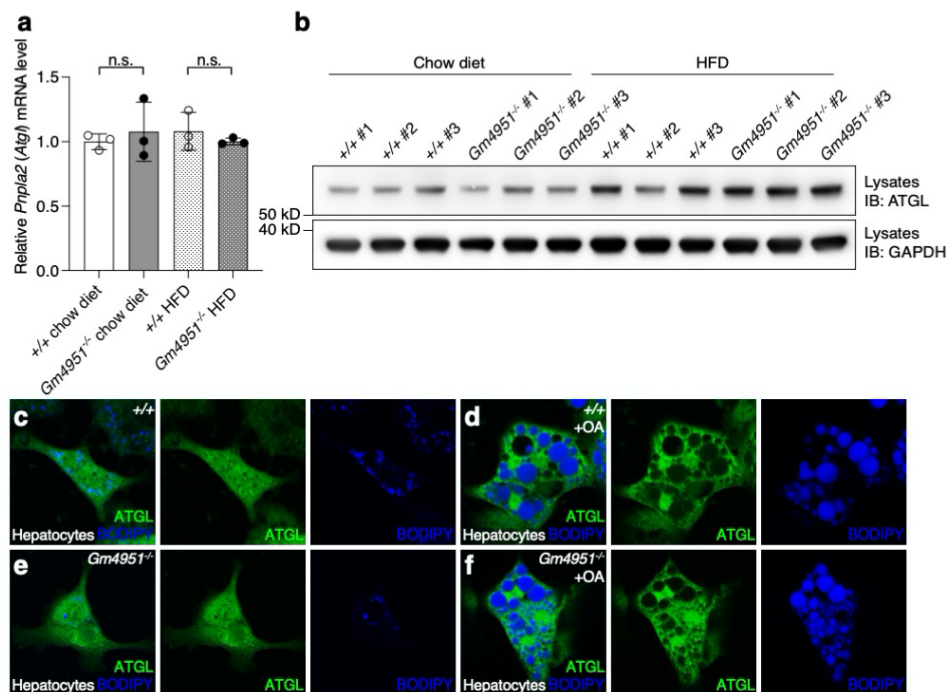 a
Relative Pnpla2 (Atgl) mRNA level
n.s.
n.s.
1.5
1.0
0.5
0.0
+/+ chow diet
Gm4951-/- chow diet
+/+ HFD
Gm4951-/- HFD
b
Chow diet
HFD
+/+ #1
+/+ #2
+/+ #3
Gm4951-/- #1
Gm4951-/- #2
Gm4951-/- #3
+/+ #1
+/+ #2
+/+ #3
Gm4951-/- #1
Gm4951-/- #2
Gm4951-/- #3
50 kD
40 kD
Lysates
IB: ATGL
Lysates
IB: GAPDH
c
+/+
ATGL
Hepatocytes BODIPY
ATGL
BODIPY
d
+/+
+OA
ATGL
Hepatocytes BODIPY
ATGL
BODIPY
e
Gm4951-/-
ATGL
Hepatocytes BODIPY
ATGL
BODIPY
f
Gm4951-/-
+OA
ATGL
Hepatocytes BODIPY
ATGL
BODIPY